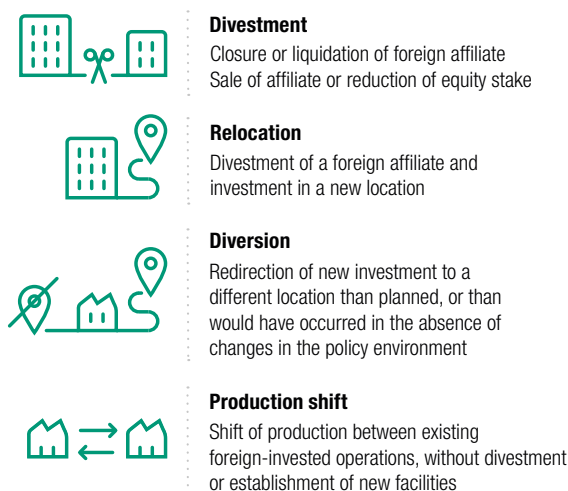 Divestment
Closure or liquidation of foreign affiliate
Sale of affiliate or reduction of equity stake
Relocation
Divestment of a foreign affiliate and
investment in a new location
Diversion
Redirection of new investment to a
different location than planned, or than
would have occurred in the absence of
changes in the policy environment
Production shift
Shift of production between existing
foreign-invested operations, without divestment
or establishment of new facilities